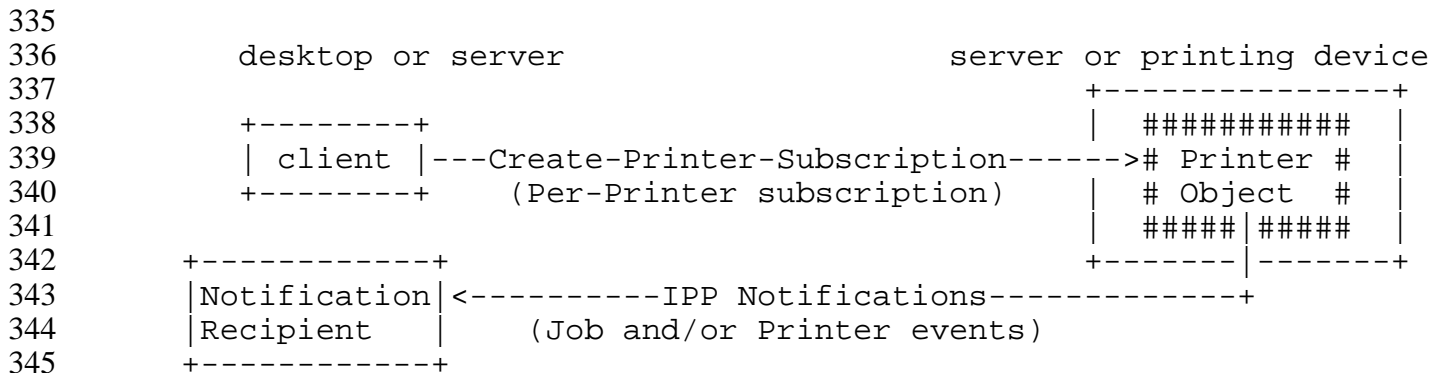 335
336 desktop or server server or printing device
337 +---------------+
338 +--------+ | ########### |
339 | client |---Create-Printer-Subscription------># Printer # |
340 +--------+ (Per-Printer subscription) | # Object # |
341 | #####|##### |
342 +------------+ +-------|-------+
343 |Notification|<----------IPP Notifications-------------+
344 |Recipient | (Job and/or Printer events)
345 +------------+